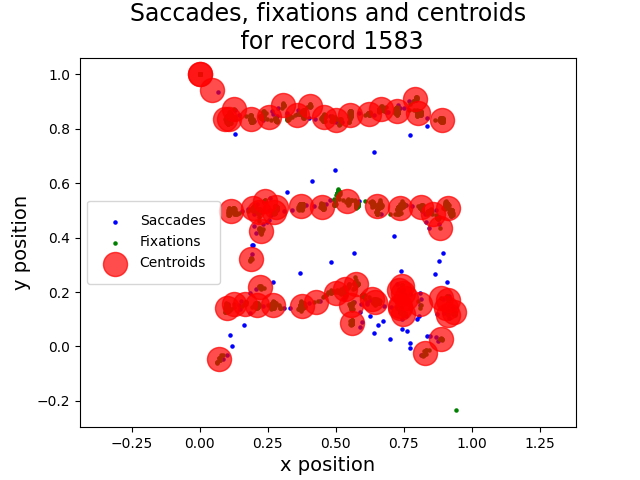 Saccades, fixations and centroids
for record 1583
1.0
0.8
0.6
0.4
0.2
0.0
−0.2
y position
Saccades
Fixations
Centroids
−0.25
0.00
0.25
0.50
0.75
1.00
1.25
x position